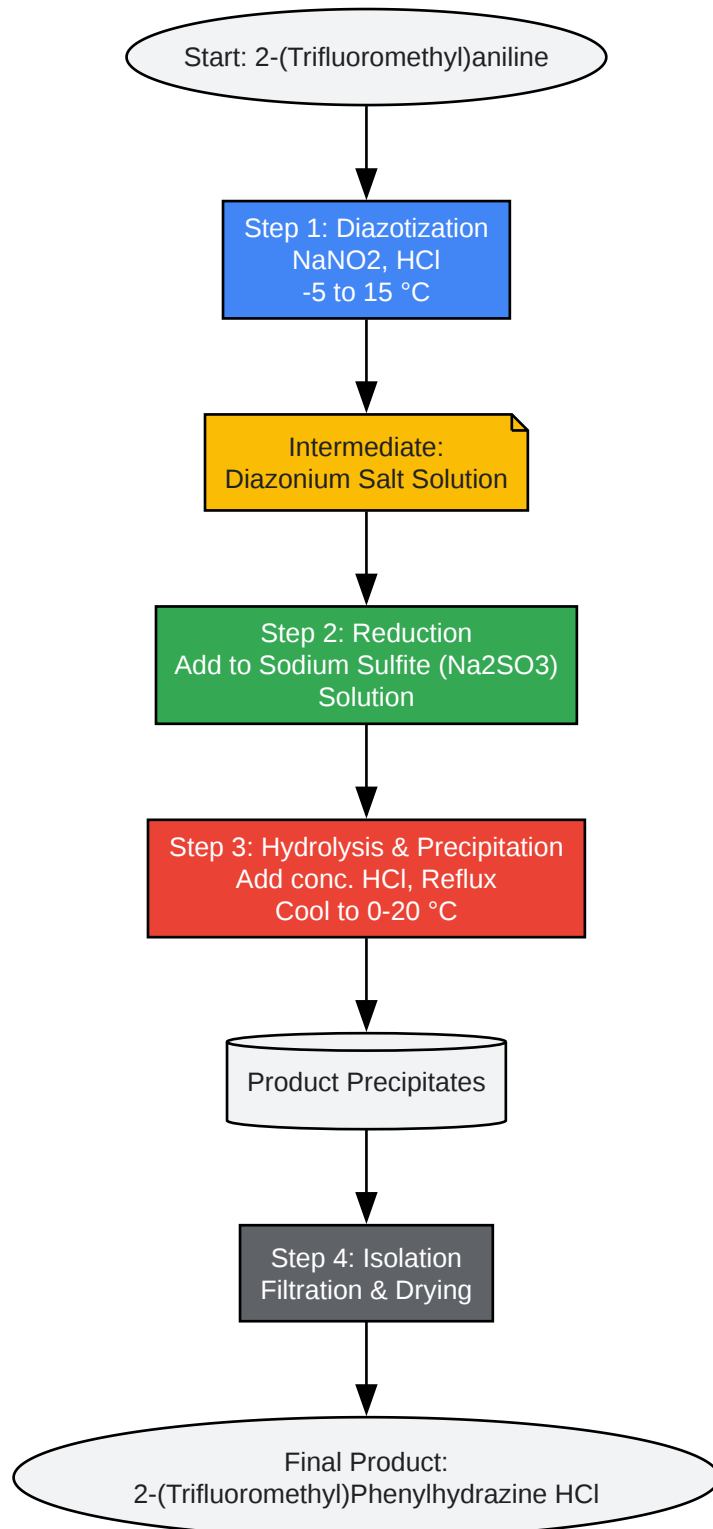 Start: 2-(Trifluoromethyl)aniline
Step 1: Diazotization
NaNO2, HCl
-5 to 15 °C
Intermediate:
Diazonium Salt Solution
Step 2: Reduction
Add to Sodium Sulfite (Na2SO3)
Solution
Step 3: Hydrolysis & Precipitation
Add conc. HCl, Reflux
Cool to 0-20 °C
Product Precipitates
Step 4: Isolation
Filtration & Drying
Final Product:
2-(Trifluoromethyl)Phenylhydrazine HCl